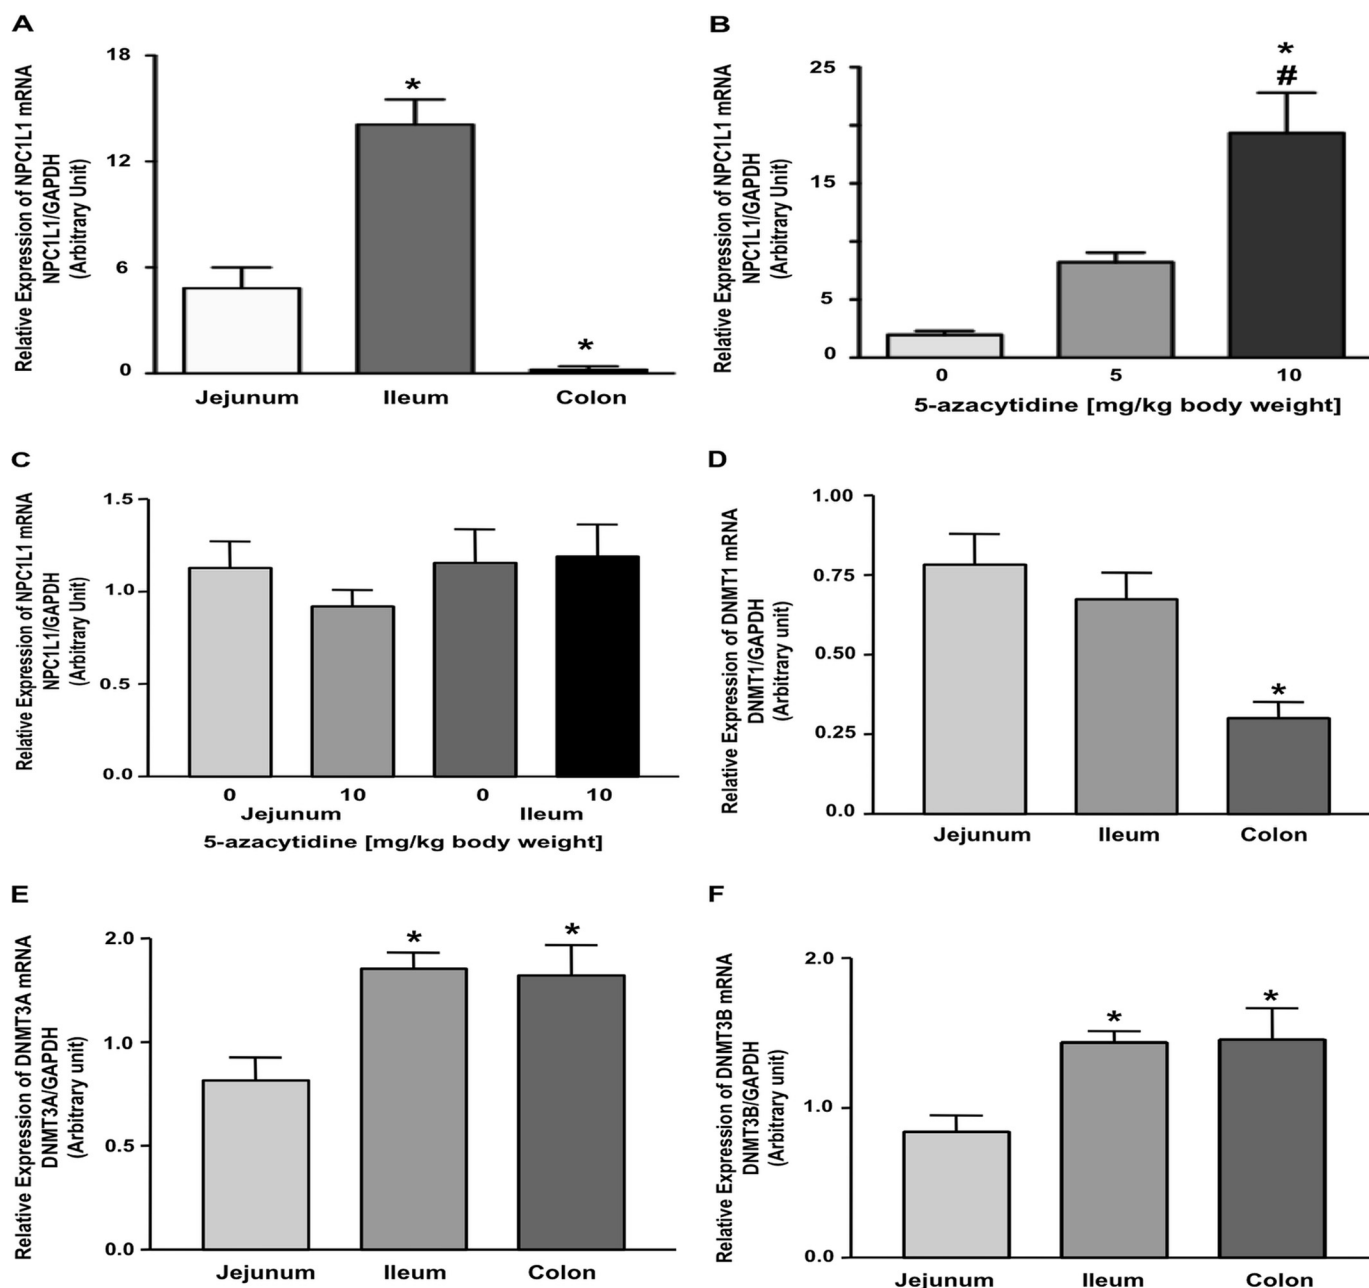 A
Relative Expression of NPC1L1 mRNA
NPC1L1/GAPDH
(Arbitrary Unit)
18
12
6
0
*
*
Jejunum Ileum Colon
B
Relative Expression of NPC1L1 mRNA
NPC1L1/GAPDH
(Arbitrary Unit)
25
15
5
0
*
#
0 5 10
5-azacytidine [mg/kg body weight]
C
Relative Expression of NPC1L1 mRNA
NPC1L1/GAPDH
(Arbitrary Unit)
1.5
1.0
0.5
0.0
0 10 0 10
Jejunum Ileum
5-azacytidine [mg/kg body weight]
D
Relative Expression of DNMT1 mRNA
DNMT1/GAPDH
(Arbitrary unit)
1.00
0.75
0.50
0.25
0.0
*
Jejunum Ileum Colon
E
Relative Expression of DNMT3A mRNA
DNMT3A/GAPDH
(Arbitrary unit)
2.0
1.0
0.5
0.0
* *
Jejunum Ileum Colon
F
Relative Expression of DNMT3B mRNA
DNMT3B/GAPDH
(Arbitrary unit)
2.0
1.0
0.0
* *
Jejunum Ileum Colon